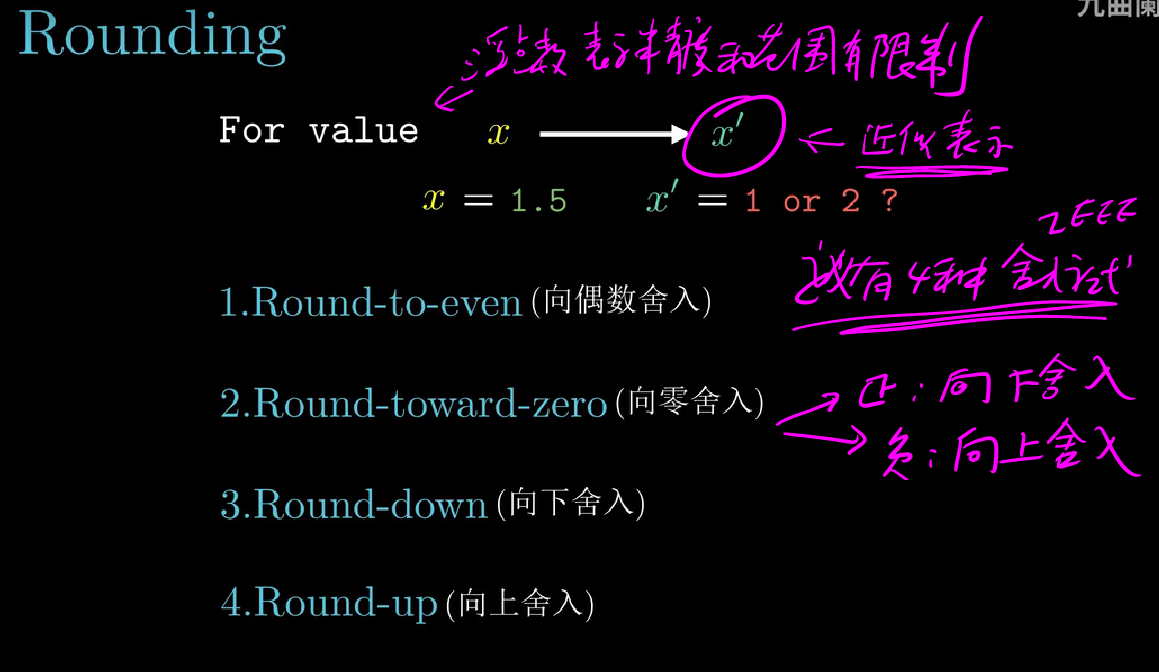 九曲阑
Rounding
浮点数 表示精度和范围有限制
For value x → x' ← 近似表示
x = 1.5 x' = 1 or 2 ?
IEEE
定义有4种舍入方式
1.Round-to-even (向偶数舍入)
2.Round-toward-zero (向零舍入)
正：向下舍入
负：向上舍入
3.Round-down (向下舍入)
4.Round-up (向上舍入)